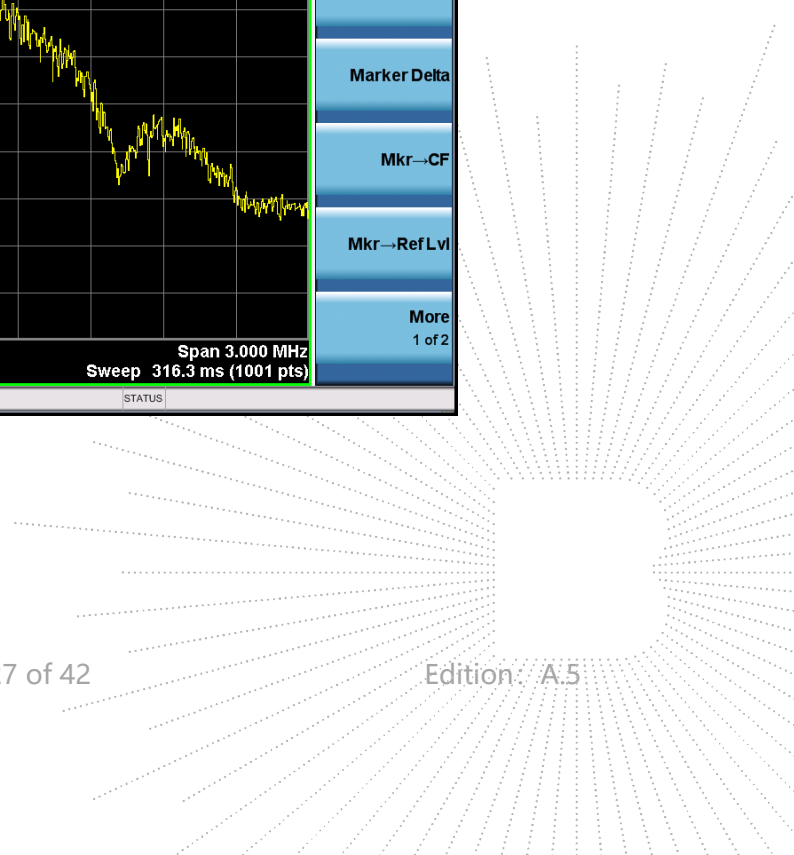 Marker Delta
Mkr→CF
Mkr→Ref Lvl
More
1 of 2
Span 3.000 MHz
Sweep 316.3 ms (1001 pts)
STATUS
7 of 42 Edition：A.5